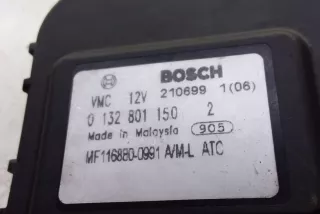 BOSCH
VMC 12V 210699 1(06)
0 132 801 150 2
Made in Malaysia 905
MF116880-0991 A/M-L ATC